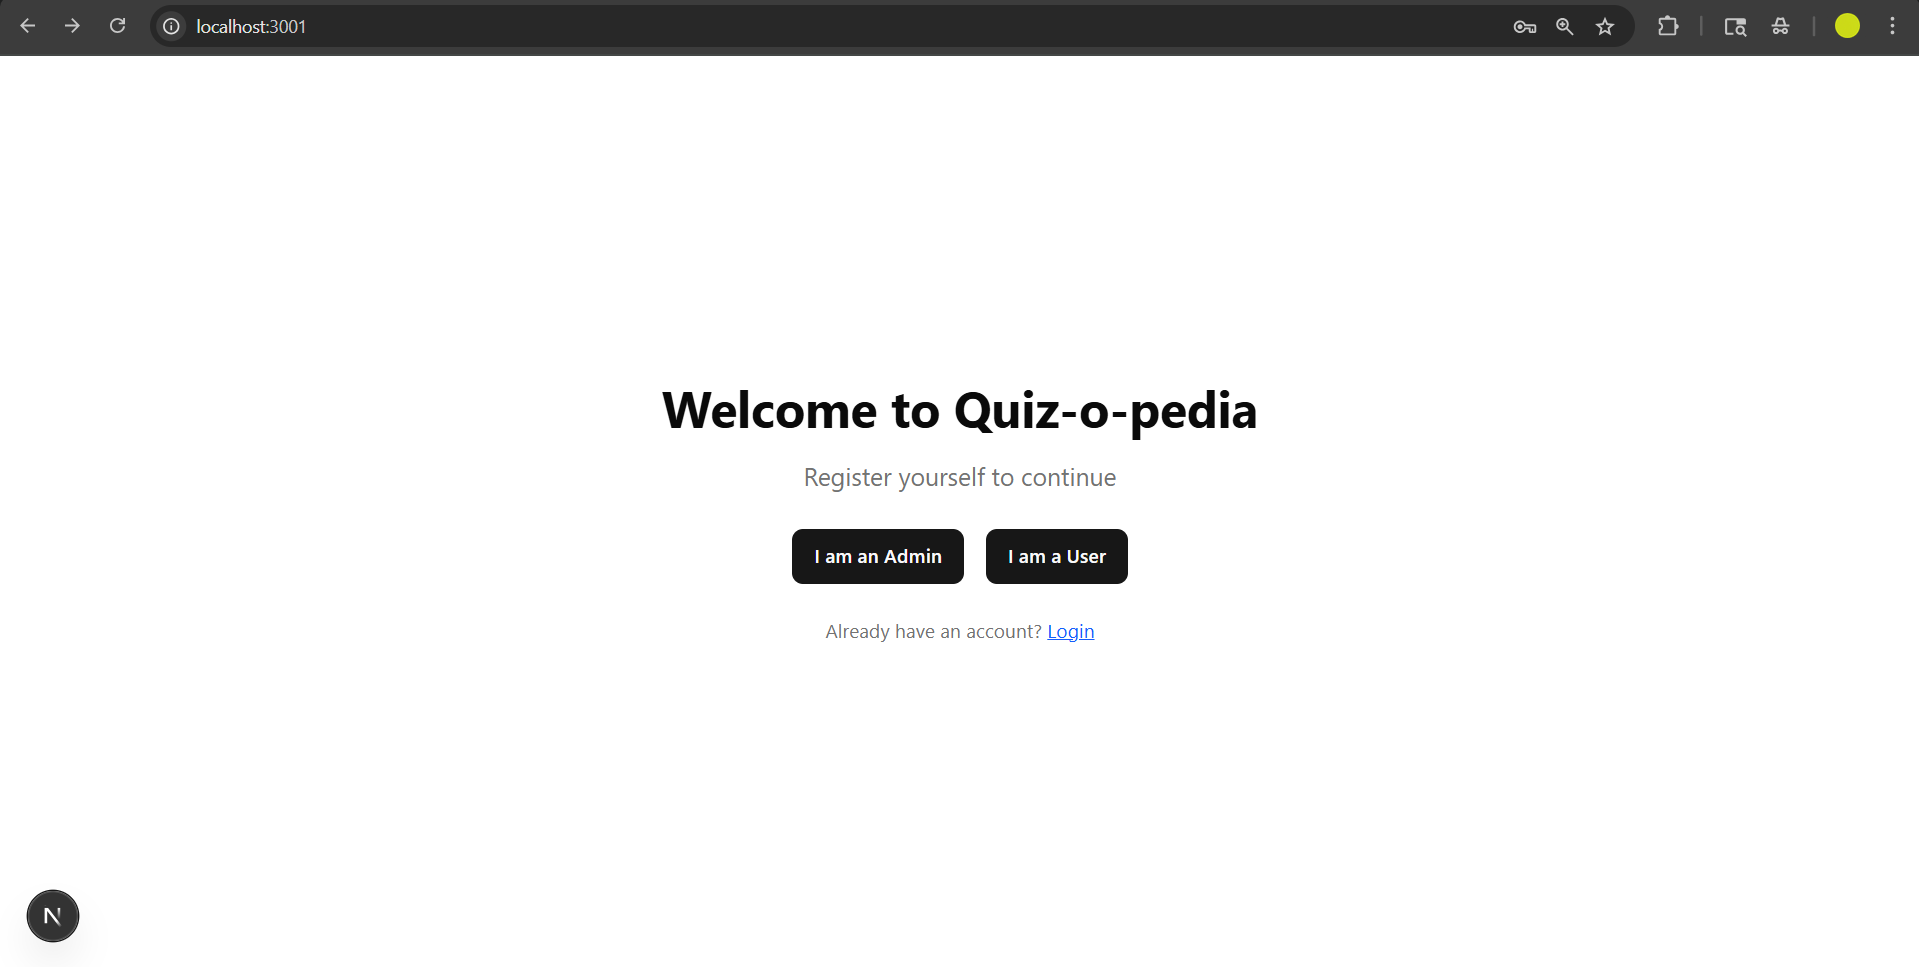 localhost:3001
Welcome to Quiz-o-pedia
Register yourself to continue
I am an Admin
I am a User
Already have an account? Login
N